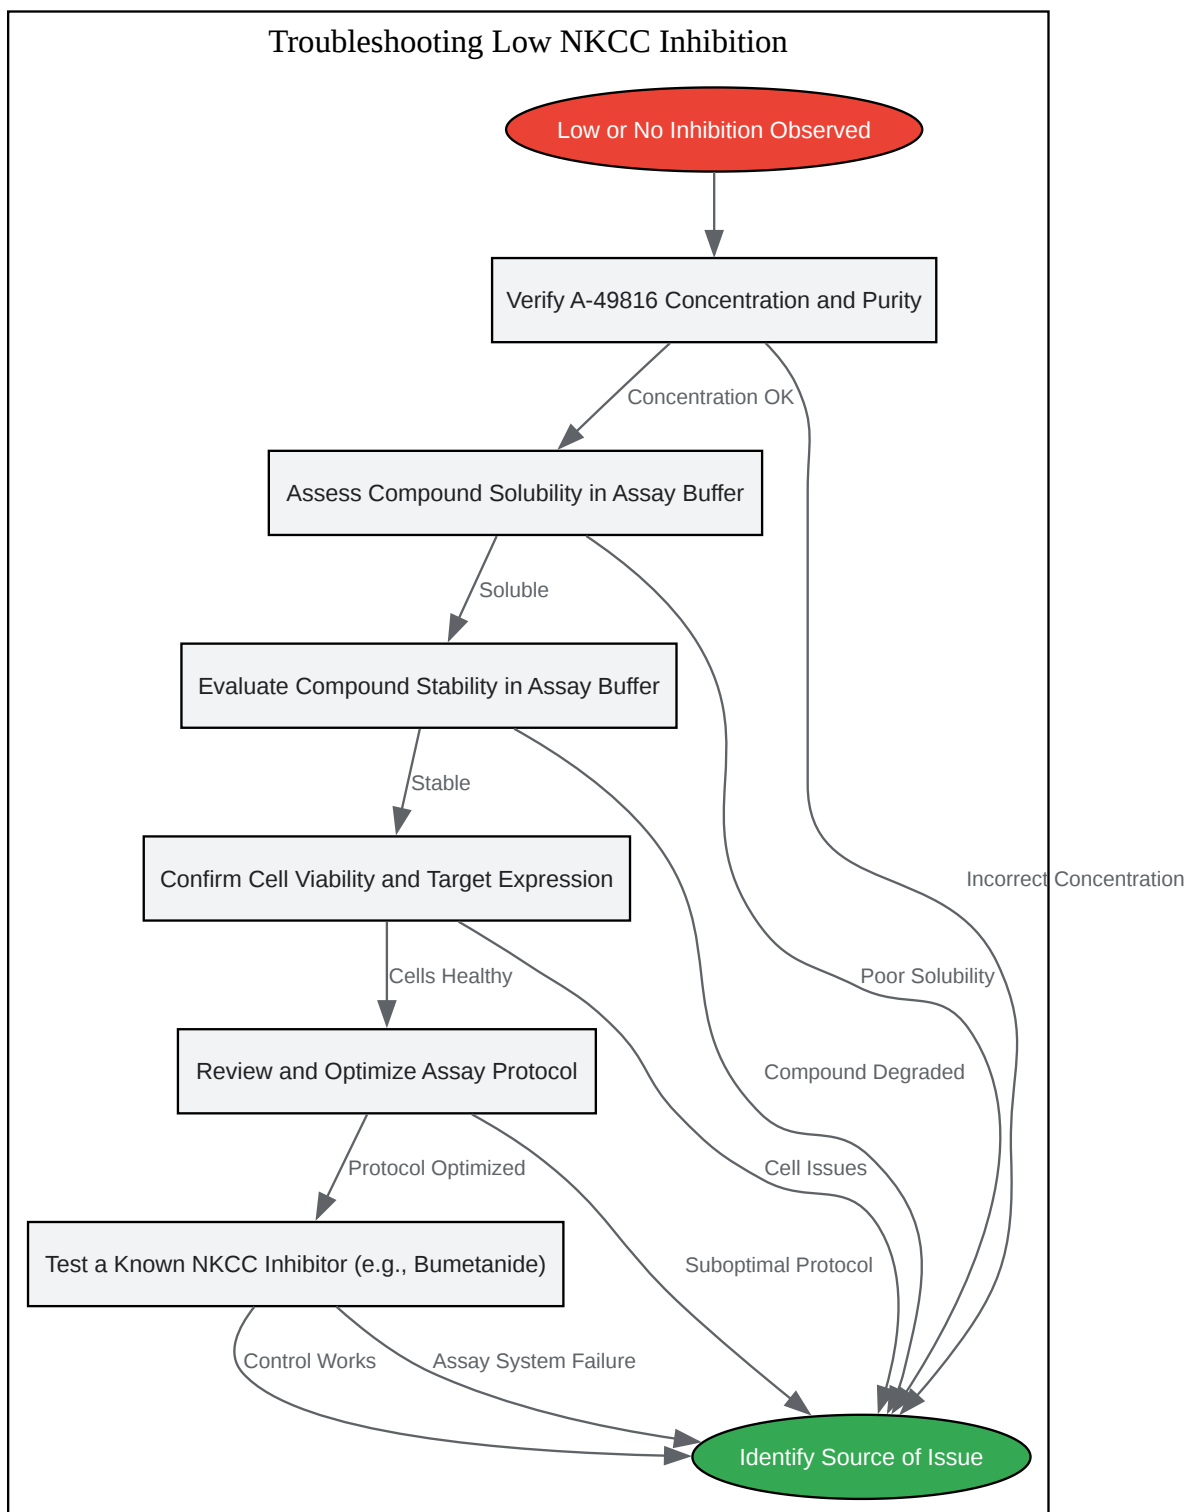 Troubleshooting Low NKCC Inhibition
Low or No Inhibition Observed
Verify A-49816 Concentration and Purity
Concentration OK
Assess Compound Solubility in Assay Buffer
Soluble
Evaluate Compound Stability in Assay Buffer
Stable
Confirm Cell Viability and Target Expression
Incorrect Concentration
Cells Healthy
Poor Solubility
Review and Optimize Assay Protocol
Compound Degraded
Protocol Optimized
Cell Issues
Test a Known NKCC Inhibitor (e.g., Bumetanide)
Suboptimal Protocol
Control Works
Assay System Failure
Identify Source of Issue